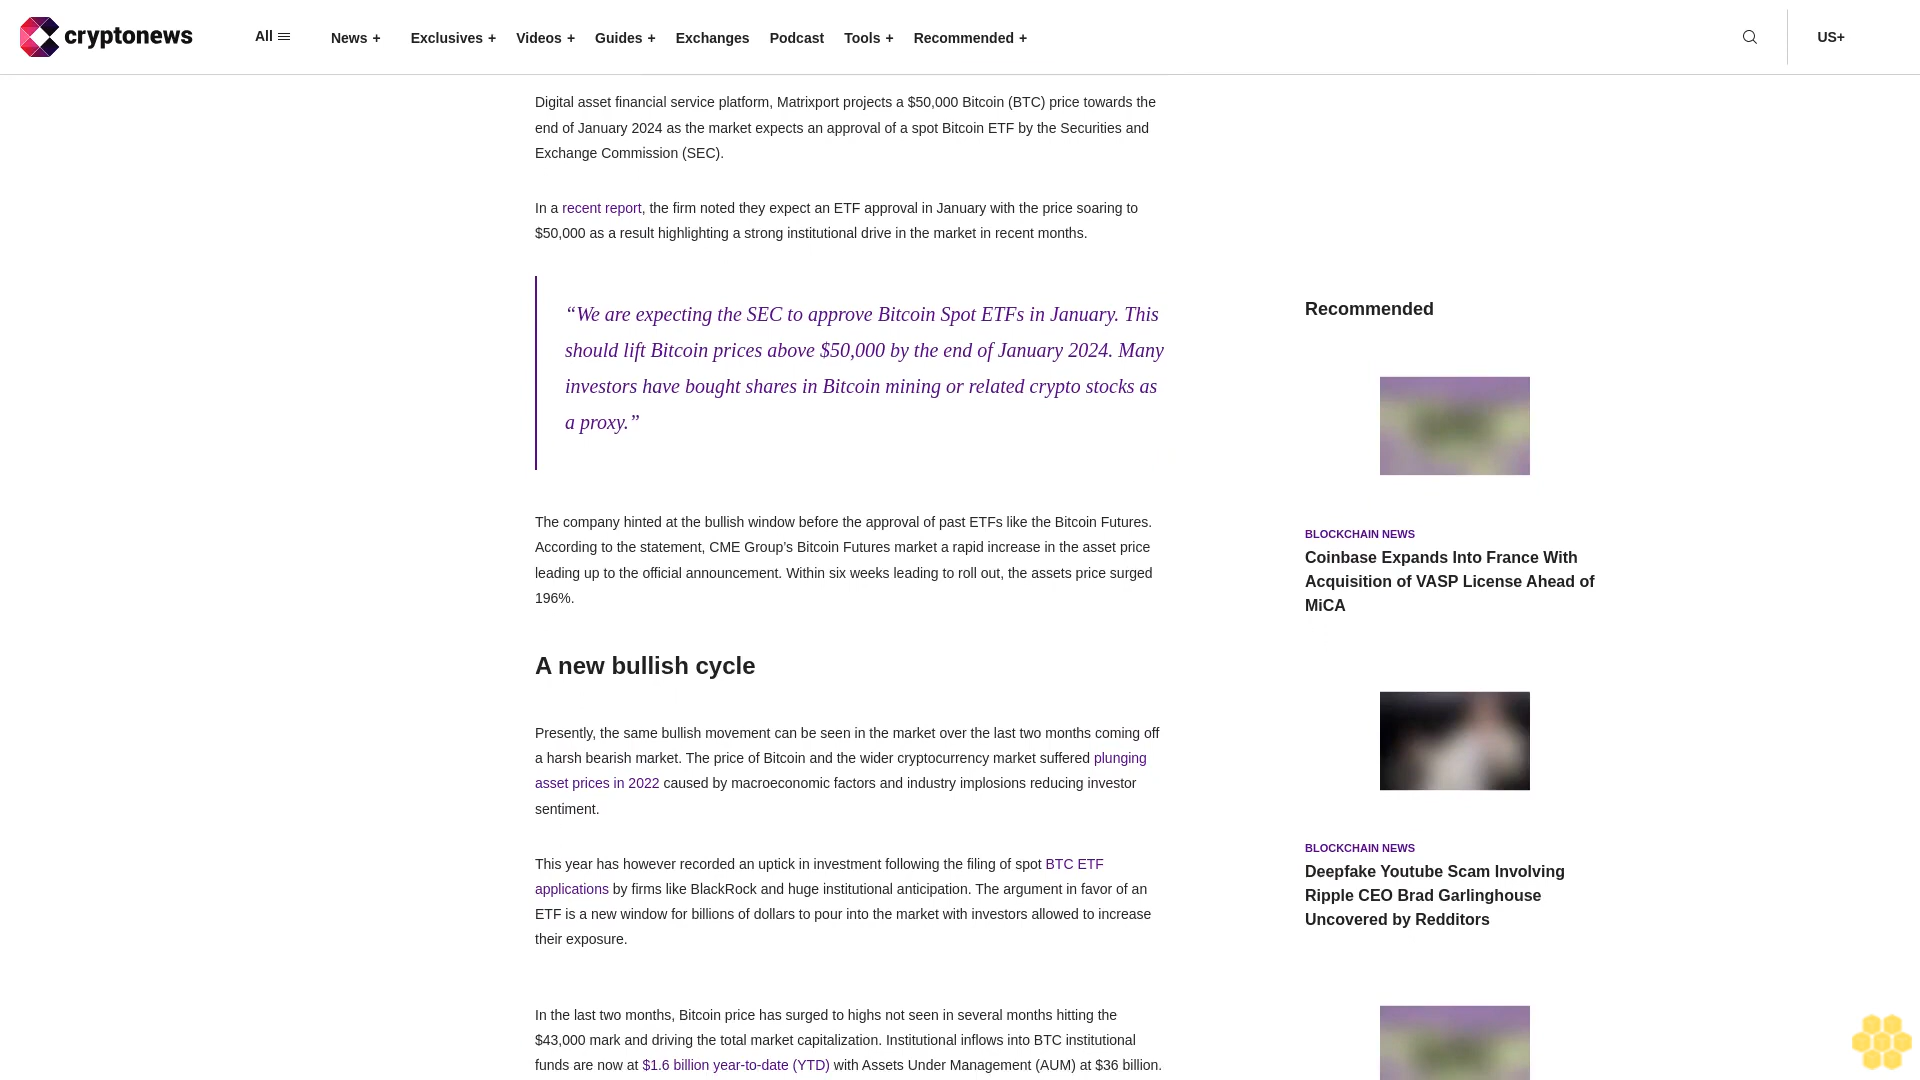 cryptonews
All
News +
Exclusives +
Videos +
Guides +
Exchanges
Podcast
Tools +
Recommended +
US+
Digital asset financial service platform, Matrixport projects a $50,000 Bitcoin (BTC) price towards the
end of January 2024 as the market expects an approval of a spot Bitcoin ETF by the Securities and
Exchange Commission (SEC).
In a recent report, the firm noted they expect an ETF approval in January with the price soaring to
$50,000 as a result highlighting a strong institutional drive in the market in recent months.
“We are expecting the SEC to approve Bitcoin Spot ETFs in January. This
should lift Bitcoin prices above $50,000 by the end of January 2024. Many
investors have bought shares in Bitcoin mining or related crypto stocks as
a proxy.”
The company hinted at the bullish window before the approval of past ETFs like the Bitcoin Futures.
According to the statement, CME Group’s Bitcoin Futures market a rapid increase in the asset price
leading up to the official announcement. Within six weeks leading to roll out, the assets price surged
196%.
A new bullish cycle
Presently, the same bullish movement can be seen in the market over the last two months coming off
a harsh bearish market. The price of Bitcoin and the wider cryptocurrency market suffered plunging
asset prices in 2022 caused by macroeconomic factors and industry implosions reducing investor
sentiment.
This year has however recorded an uptick in investment following the filing of spot BTC ETF
applications by firms like BlackRock and huge institutional anticipation. The argument in favor of an
ETF is a new window for billions of dollars to pour into the market with investors allowed to increase
their exposure.
In the last two months, Bitcoin price has surged to highs not seen in several months hitting the
$43,000 mark and driving the total market capitalization. Institutional inflows into BTC institutional
funds are now at $1.6 billion year-to-date (YTD) with Assets Under Management (AUM) at $36 billion.
Recommended
BLOCKCHAIN NEWS
Coinbase Expands Into France With
Acquisition of VASP License Ahead of
MiCA
BLOCKCHAIN NEWS
Deepfake Youtube Scam Involving
Ripple CEO Brad Garlinghouse
Uncovered by Redditors